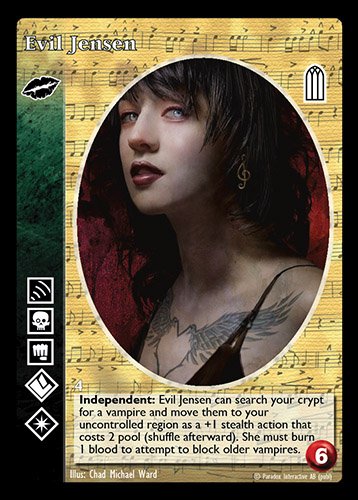 Evil Jensen
4
Independent: Evil Jensen can search your crypt
for a vampire and move them to your
uncontrolled region as a +1 stealth action that
costs 2 pool (shuffle afterward). She must burn
1 blood to attempt to block older vampires.
6
Illus: Chad Michael Ward
© Paradox Interactive AB (publ)